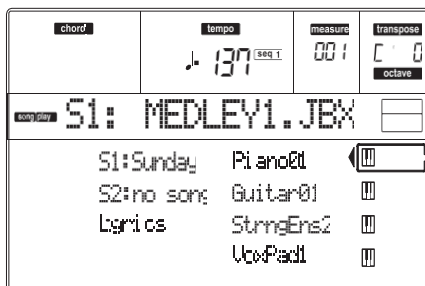 chord tempo measure transpose
137 seq 1 001 [ 0
octave
song play S1: MEDLEY1.JBX
S1:Sunday Piano01
S2:no song Guitar01
Lyrics StrngEns2
VoxPad1